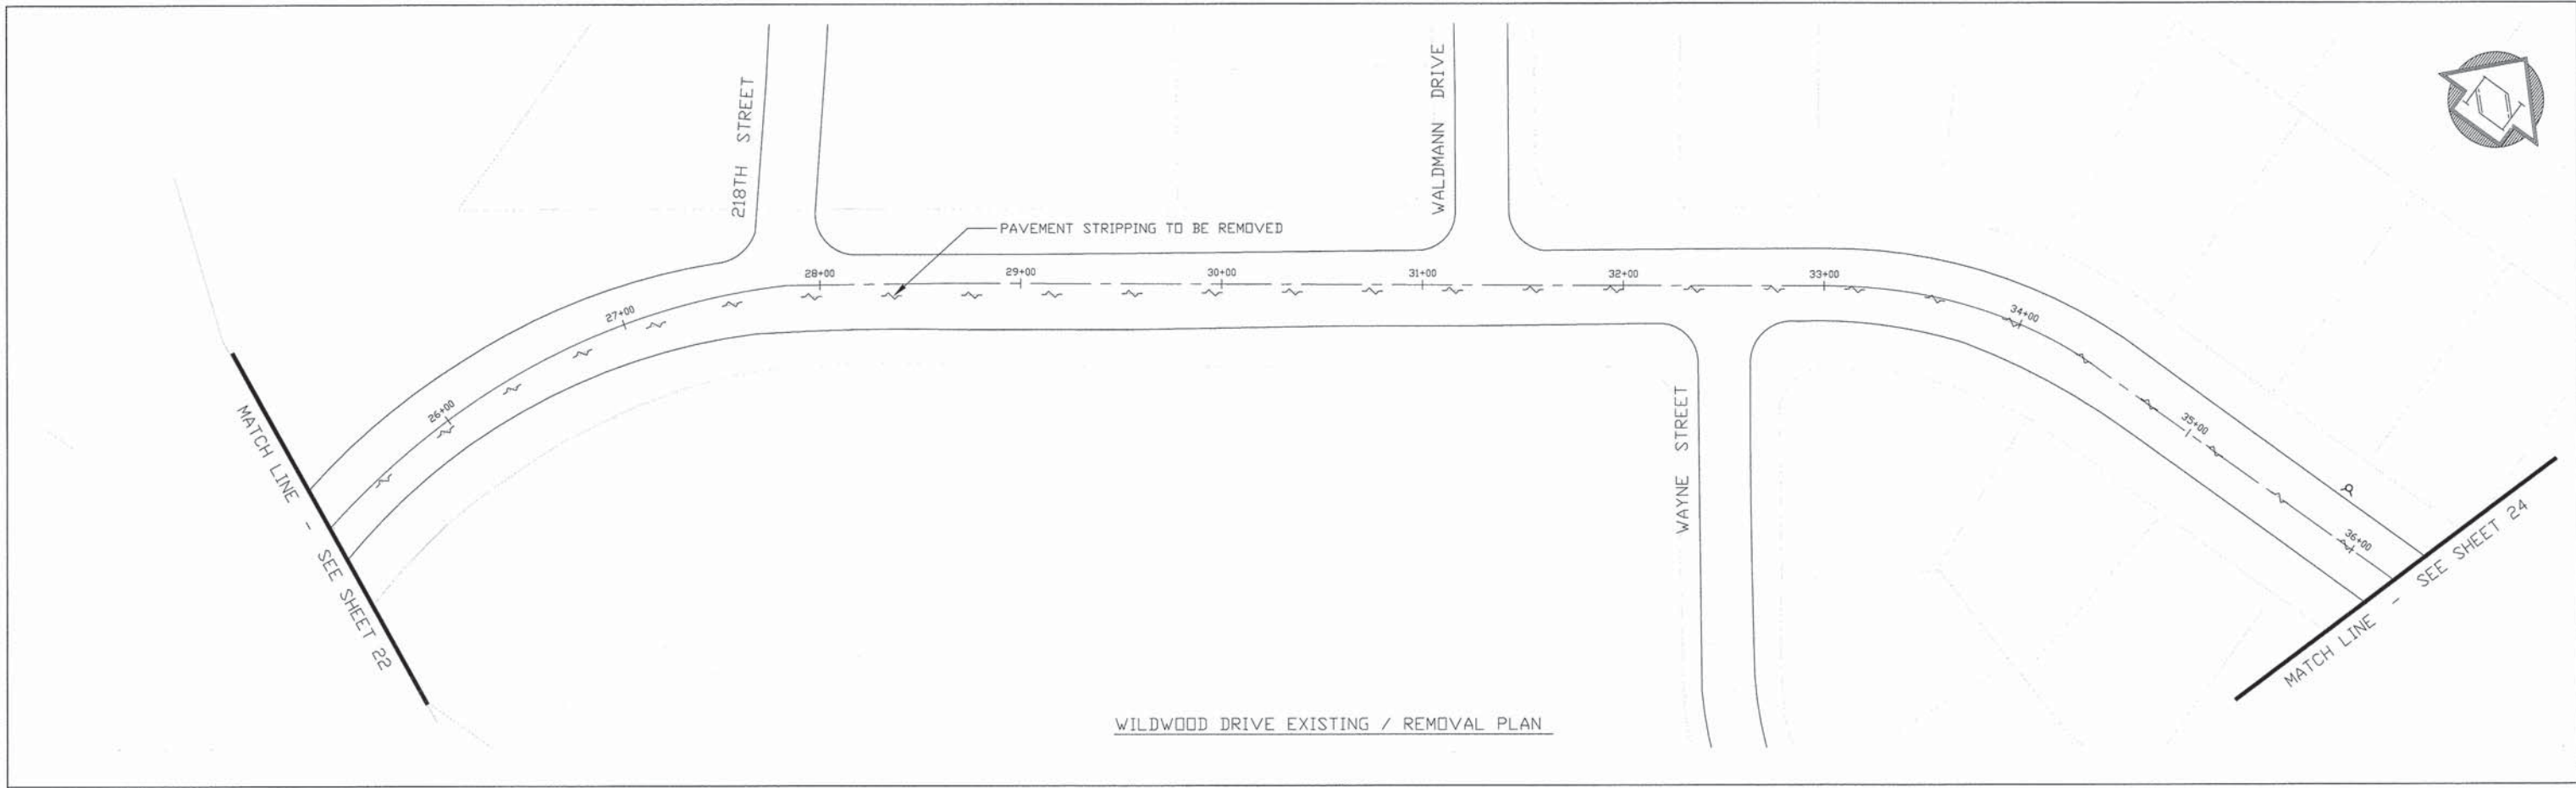 218TH STREET
WALDMANN DRIVE
PAVEMENT STRIPPING TO BE REMOVED
26+00
27+00
28+00
29+00
30+00
31+00
32+00
33+00
34+00
35+00
36+00
WAYNE STREET
MATCH LINE - SEE SHEET 22
MATCH LINE - SEE SHEET 24
WILDWOOD DRIVE EXISTING / REMOVAL PLAN